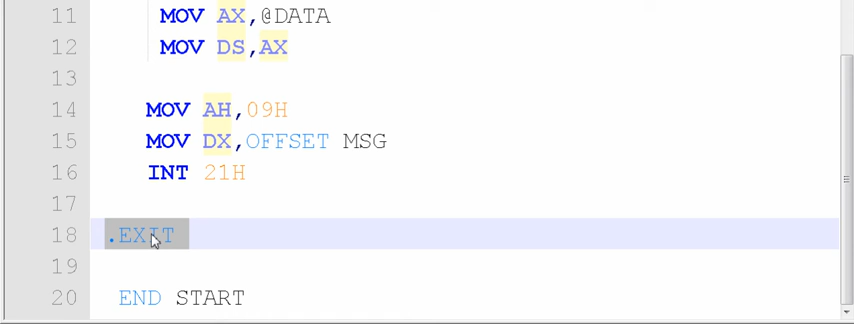 11 MOV AX,@DATA
12 MOV DS,AX
13
14 MOV AH,09H
15 MOV DX,OFFSET MSG
16 INT 21H
17
18 .EXIT
19
20 END START